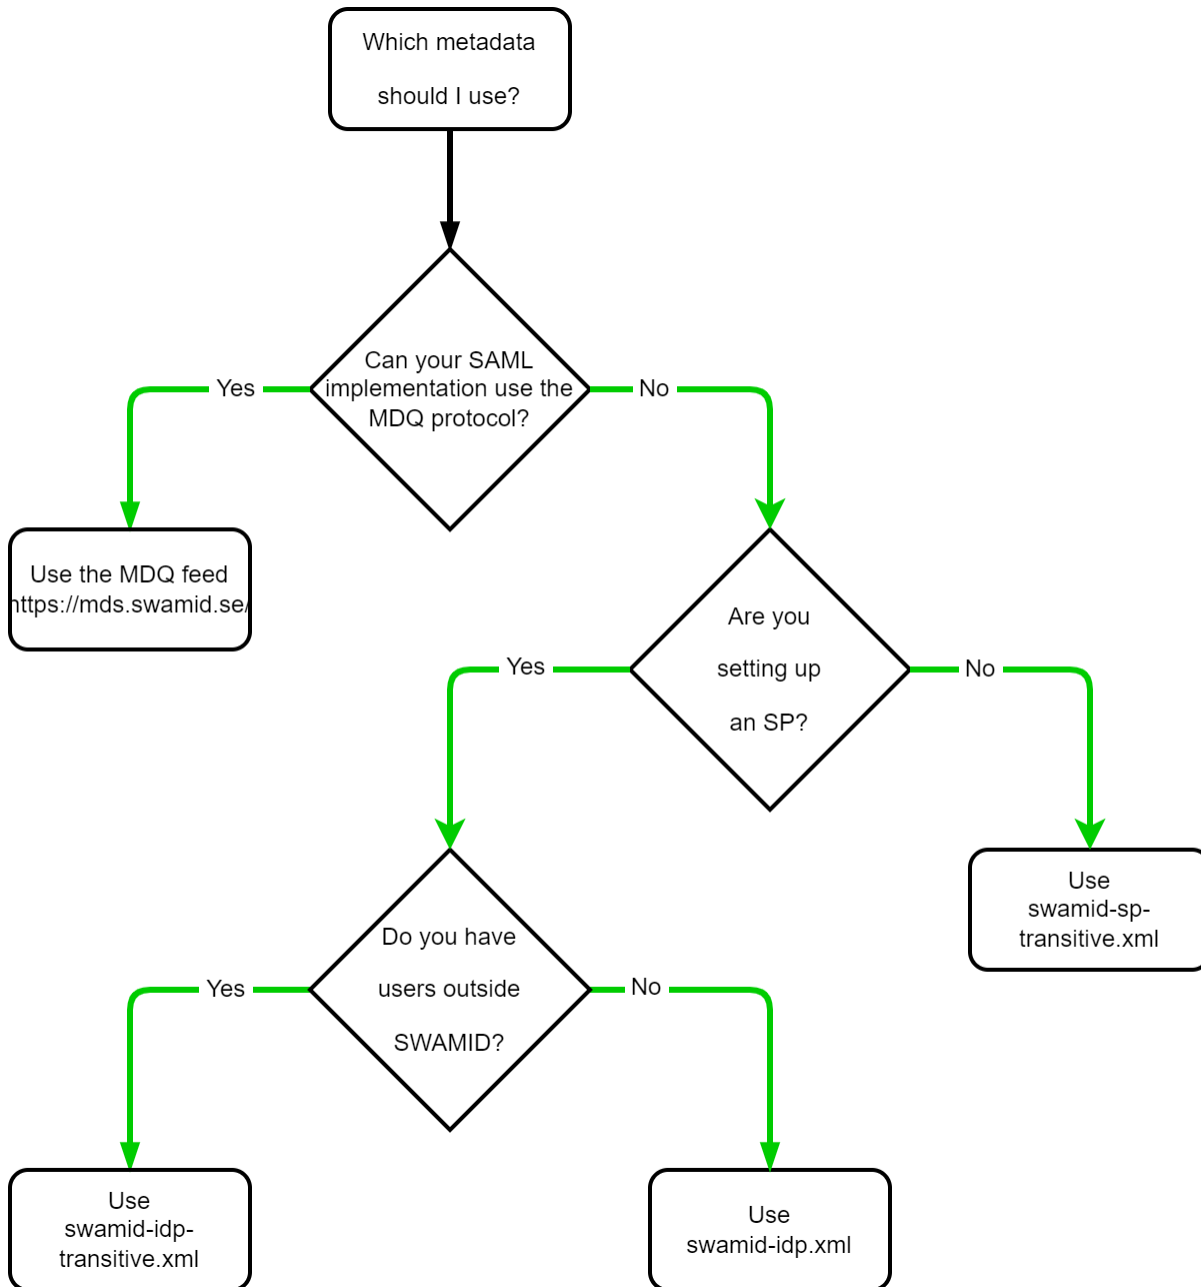 Which metadata
should I use?
Can your SAML
implementation use the
MDQ protocol?
Yes
No
Use the MDQ feed
https://mds.swamid.se/
Are you
setting up
an SP?
Yes
No
Use
swamid-sp-
transitive.xml
Do you have
users outside
SWAMID?
Yes
No
Use
swamid-idp-
transitive.xml
Use
swamid-idp.xml